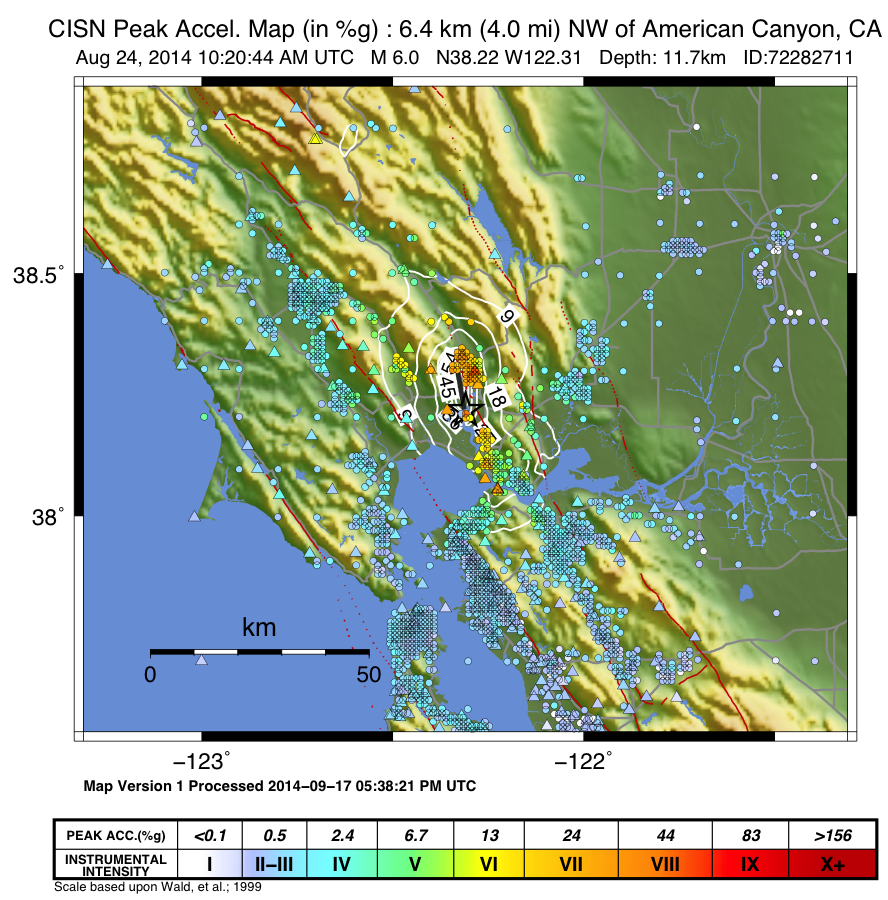 CISN Peak Accel. Map (in %g) : 6.4 km (4.0 mi) NW of American Canyon, CA
Aug 24, 2014 10:20:44 AM UTC M 6.0 N38.22 W122.31 Depth: 11.7km ID:72282711
38.5˚
9
54
45
18
3
38˚
km
0 50
−123˚ −122˚
Map Version 1 Processed 2014−09−17 05:38:21 PM UTC
PEAK ACC.(%g) <0.1 0.5 2.4 6.7 13 24 44 83 >156
INSTRUMENTAL INTENSITY I II−III IV V VI VII VIII IX X+
Scale based upon Wald, et al.; 1999